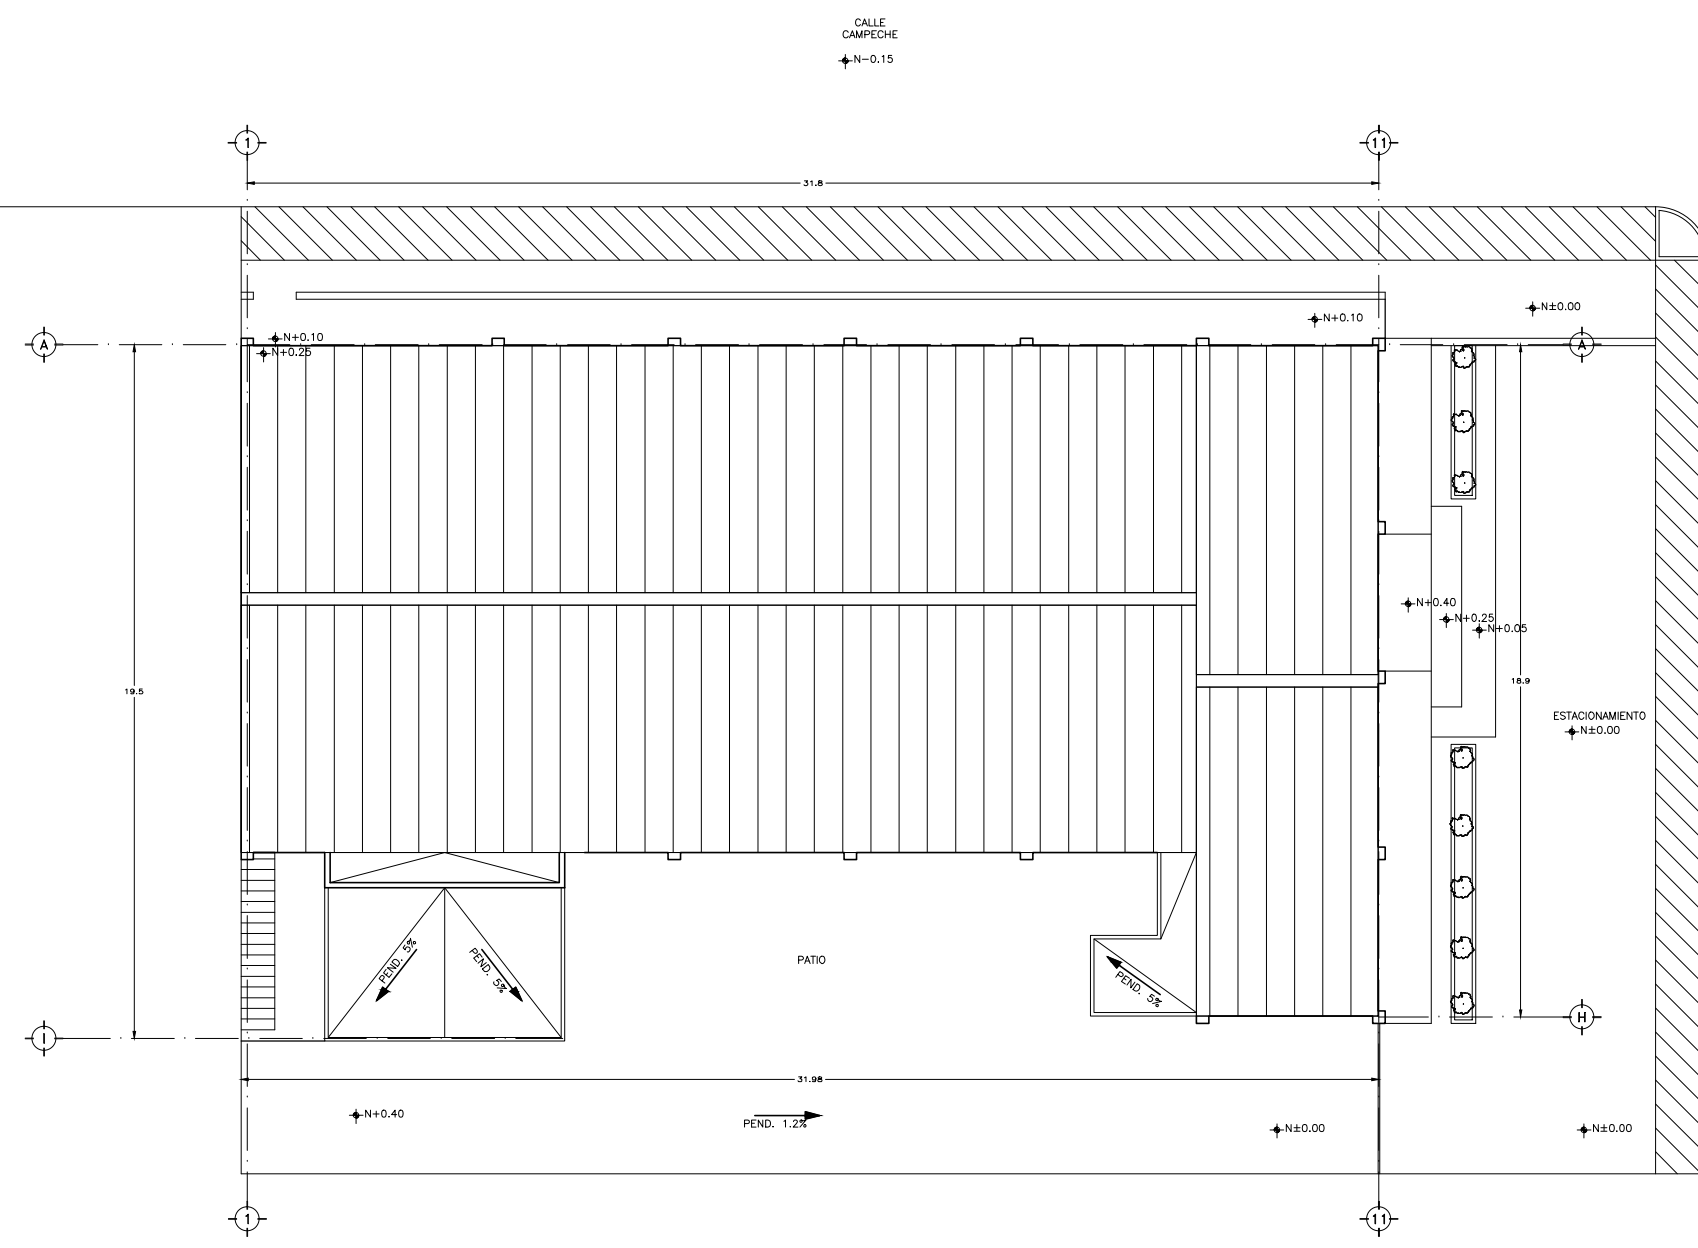 CALLE
CAMPECHE
N-0.15
1
11
31.8
N±0.00
N+0.10
N+0.10
A
A
N+0.25
N+0.40
N+0.25
N+0.05
18.9
19.5
ESTACIONAMIENTO
N±0.00
PEND. 5%
PEND. 5%
PATIO
PEND. 5%
H
I
31.98
N+0.40
PEND. 1.2%
N±0.00
N±0.00
1
11